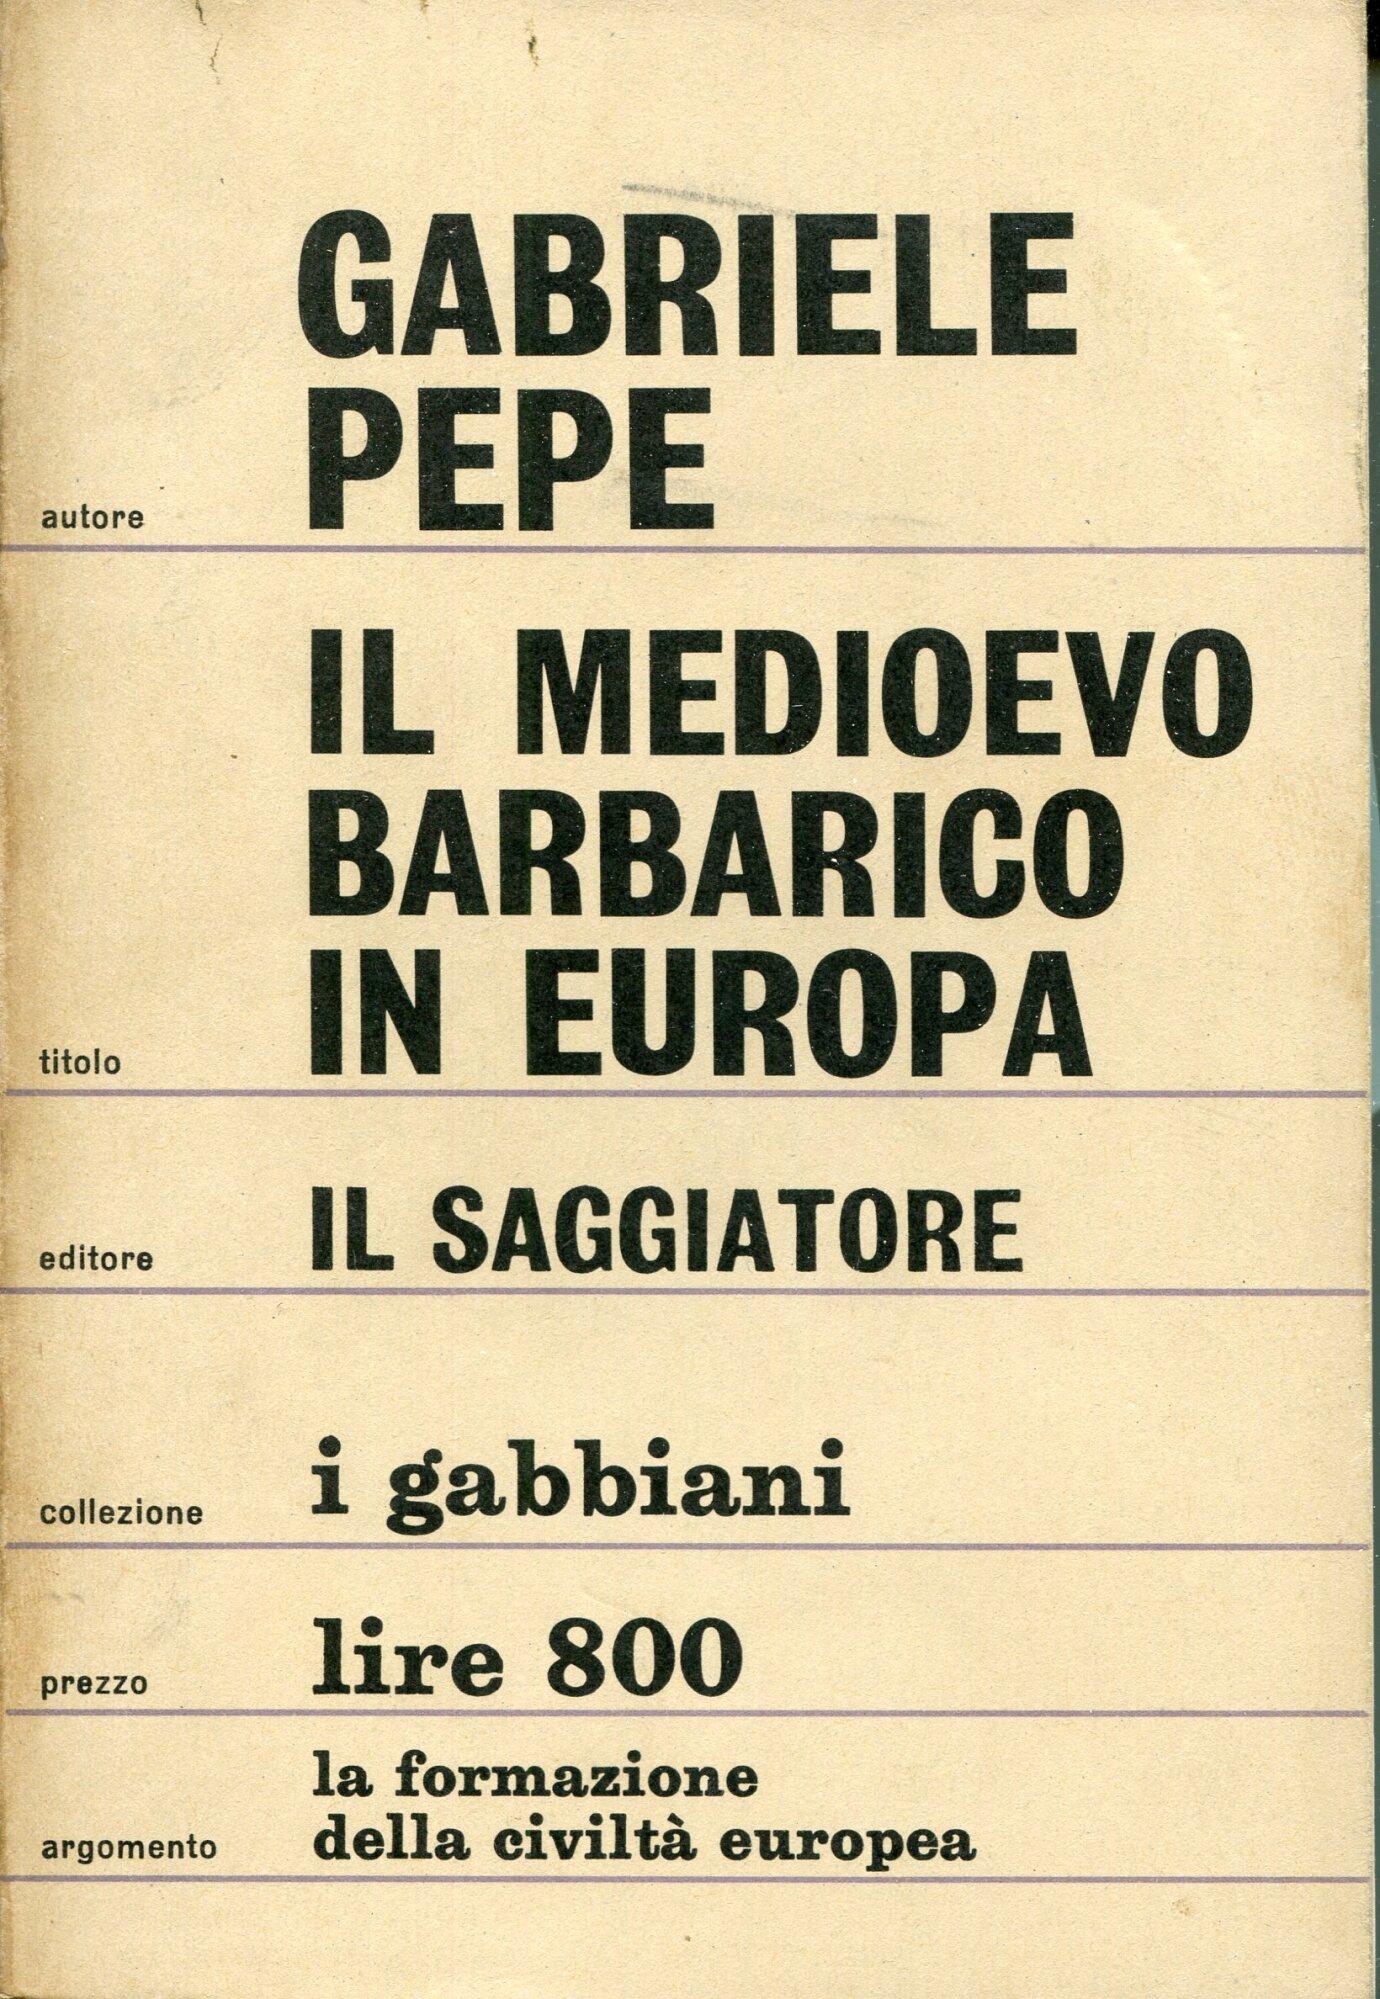 GABRIELE
autore PEPE
IL MEDIOEVO
BARBARICO
titolo IN EUROPA
editore IL SAGGIATORE
collezione i gabbiani
prezzo lire 800
la formazione
argomento della civiltà europea